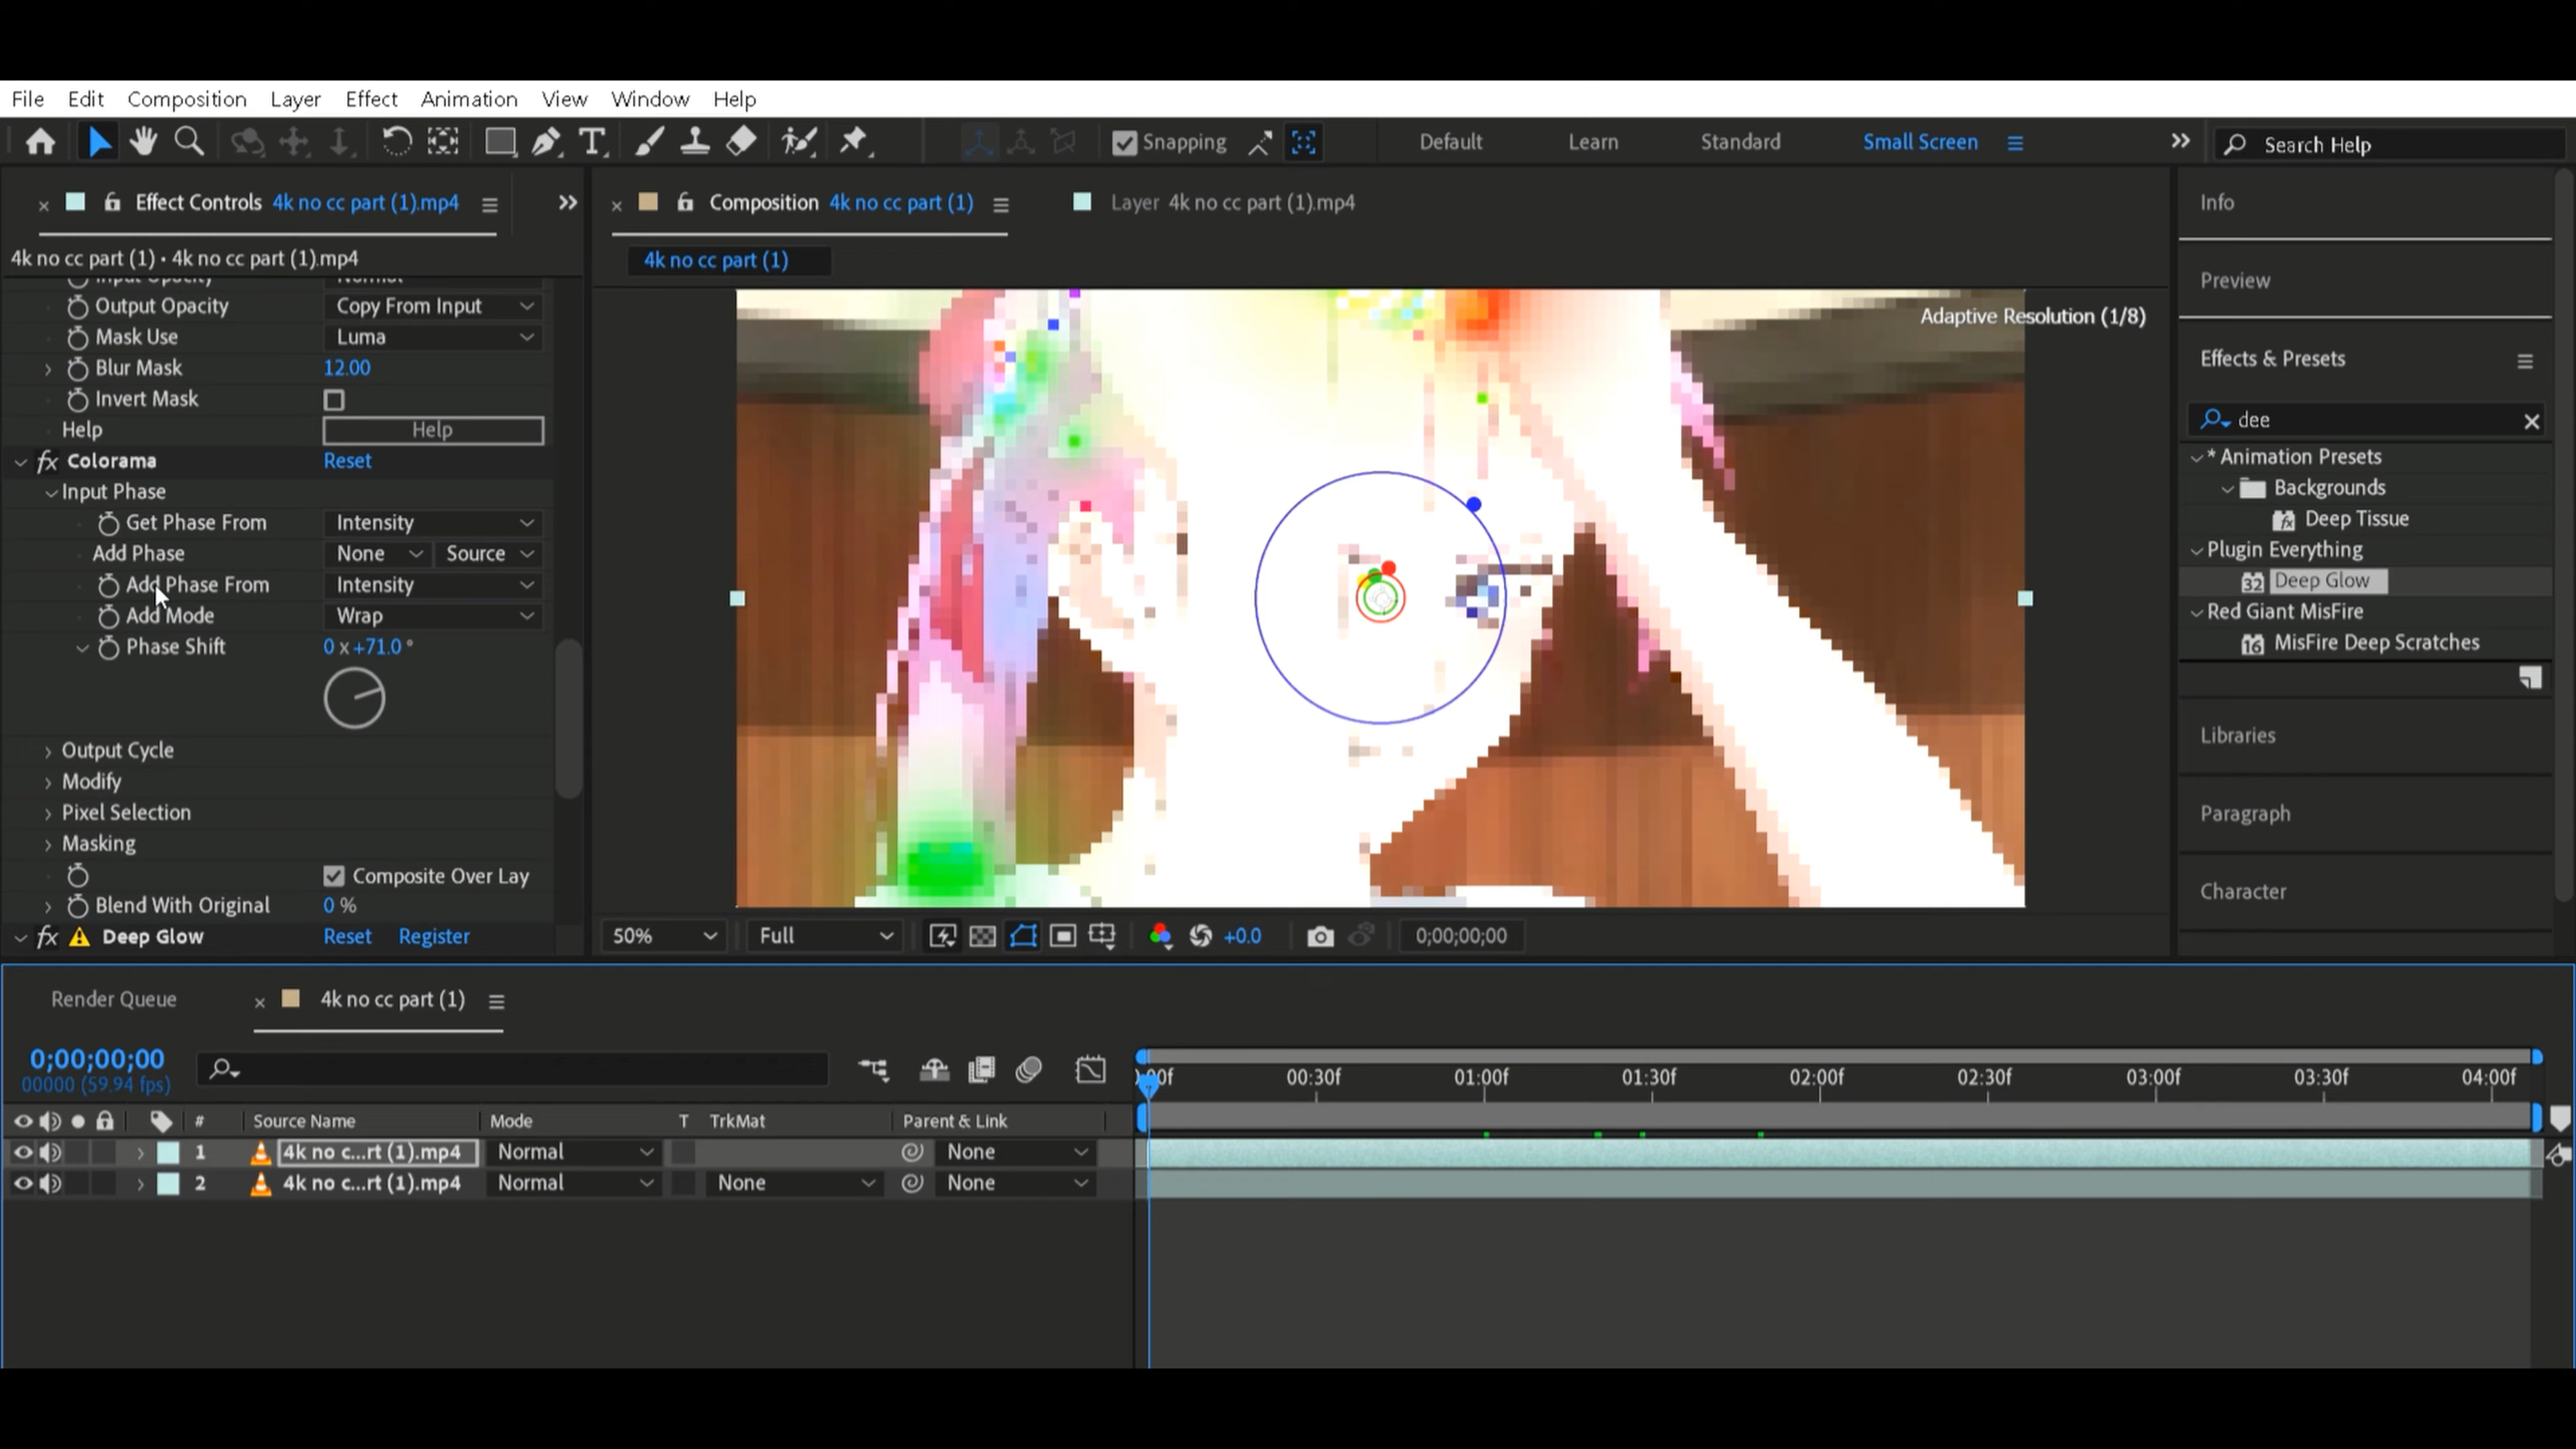 File Edit Composition Layer Effect Animation View Window Help
Snapping Default Learn Standard Small Screen Search Help
Effect Controls 4k no cc part (1).mp4
Composition 4k no cc part (1)
Layer 4k no cc part (1).mp4
4k no cc part (1) • 4k no cc part (1).mp4
4k no cc part (1)
Input Opacity Normal
Output Opacity Copy From Input
Mask Use Luma
Blur Mask 12.00
Invert Mask
Help Help
fx Colorama Reset
Input Phase
Get Phase From Intensity
Add Phase None Source
Add Phase From Intensity
Add Mode Wrap
Phase Shift 0 x +71.0 °
Output Cycle
Modify
Pixel Selection
Masking
Composite Over Lay
Blend With Original 0 %
fx Deep Glow Reset Register
Adaptive Resolution (1/8)
50% Full +0.0 0;00;00;00
Info
Preview
Effects & Presets
dee
* Animation Presets
Backgrounds
Deep Tissue
Plugin Everything
32 Deep Glow
Red Giant MisFire
16 MisFire Deep Scratches
Libraries
Paragraph
Character
Render Queue 4k no cc part (1)
0;00;00;00
00000 (59.94 fps)
:00f 00:30f 01:00f 01:30f 02:00f 02:30f 03:00f 03:30f 04:00f
# Source Name Mode T TrkMat Parent & Link
1 4k no c...rt (1).mp4 Normal None
2 4k no c...rt (1).mp4 Normal None None